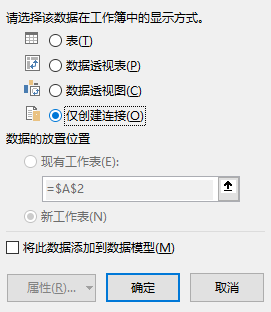 请选择该数据在工作簿中的显示方式。
表(T)
数据透视表(P)
数据透视图(C)
仅创建连接(O)
数据的放置位置
现有工作表(E):
=$A$2
新工作表(N)
将此数据添加到数据模型(M)
属性(R)...
确定
取消